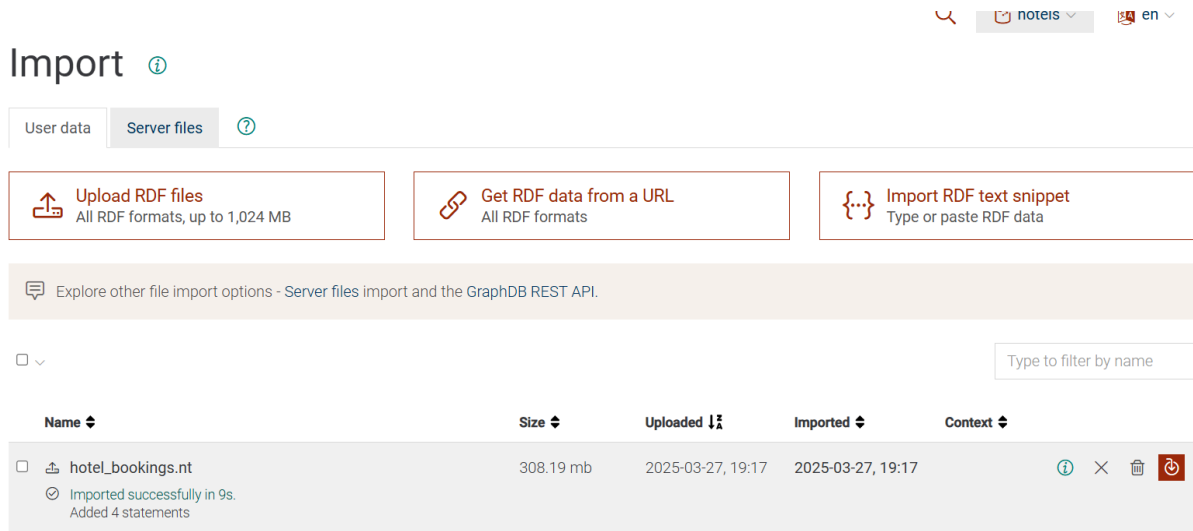 hotels
en
Import
User data
Server files
Upload RDF files
All RDF formats, up to 1,024 MB
Get RDF data from a URL
All RDF formats
Import RDF text snippet
Type or paste RDF data
Explore other file import options - Server files import and the GraphDB REST API.
Type to filter by name
Name Size Uploaded Imported Context
hotel_bookings.nt 308.19 mb 2025-03-27, 19:17 2025-03-27, 19:17
Imported successfully in 9s.
Added 4 statements